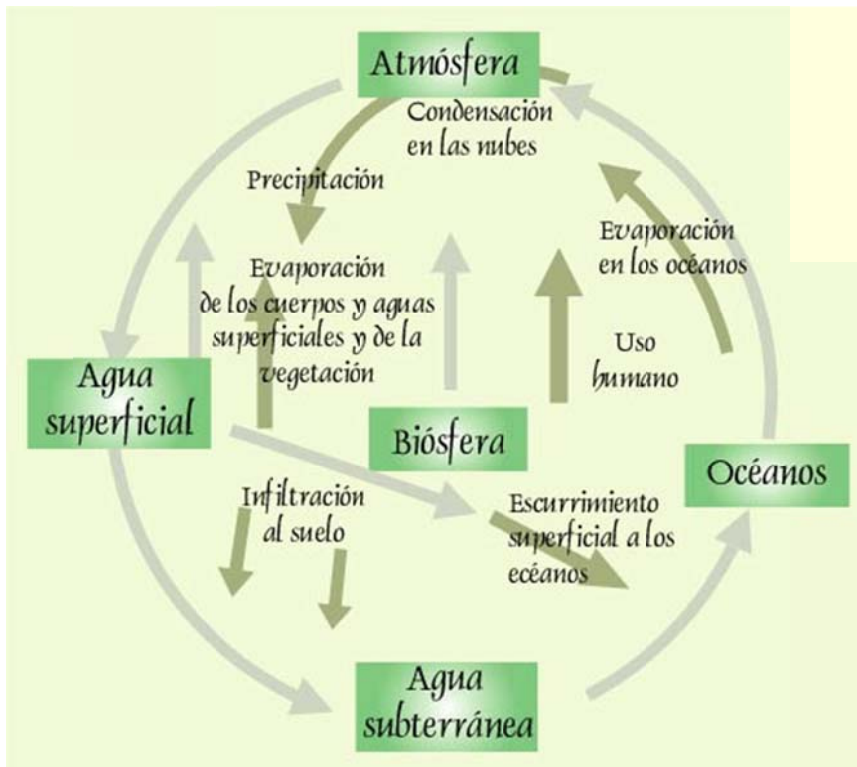 Atmósfera
Condensación
en las nubes
Precipitación
Evaporación
en los océanos
Evaporación
de los cuerpos y aguas
superficiales y de la
vegetación
Uso
humano
Agua
superficial
Biósfera
Océanos
Infiltración
al suelo
Escurrimiento
superficial a los
ecéanos
Agua
subterránea